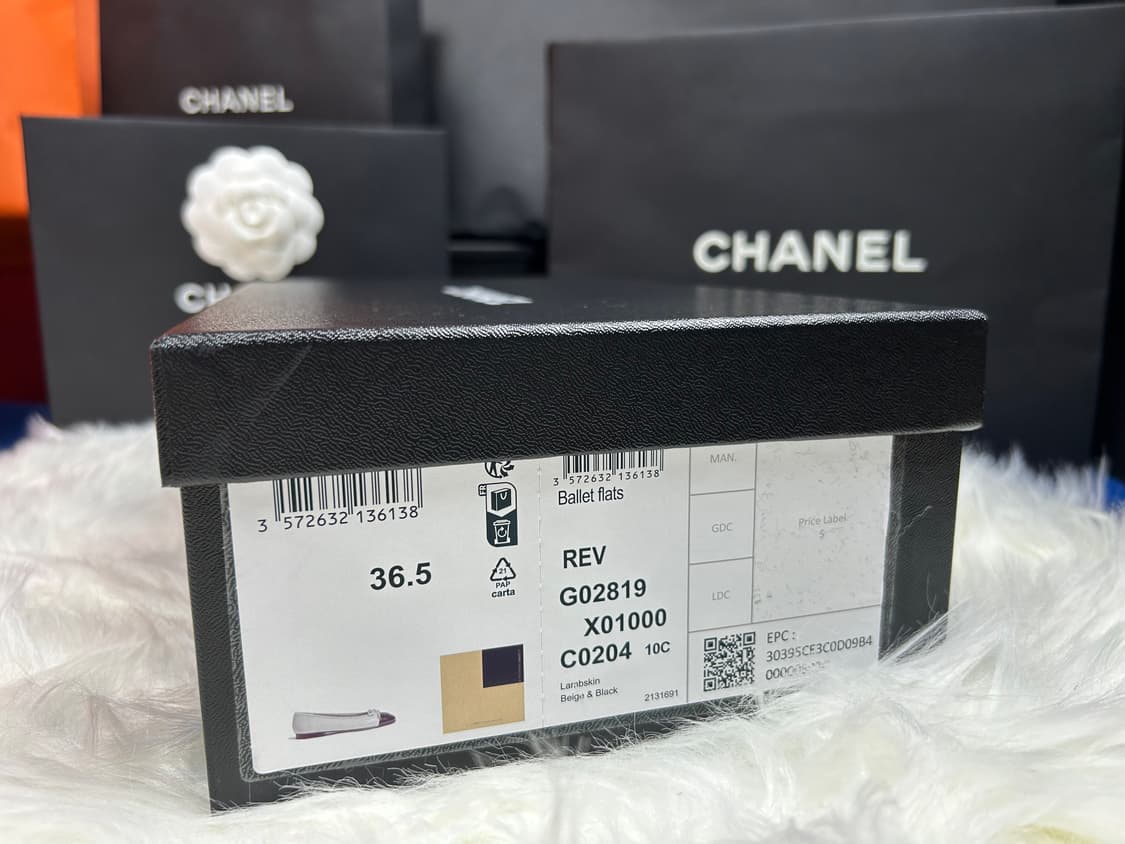 CHANEL
CHANEL
3 572632 136138
36.5
FR
21
PAP
carta
3 572632 136138
Ballet flats
REV
G02819
X01000
C0204 10C
Lambskin
Beige & Black
2131691
MAN.
GDC
LDC
Price Label
$
EPC :
30395CF3C0D09B4